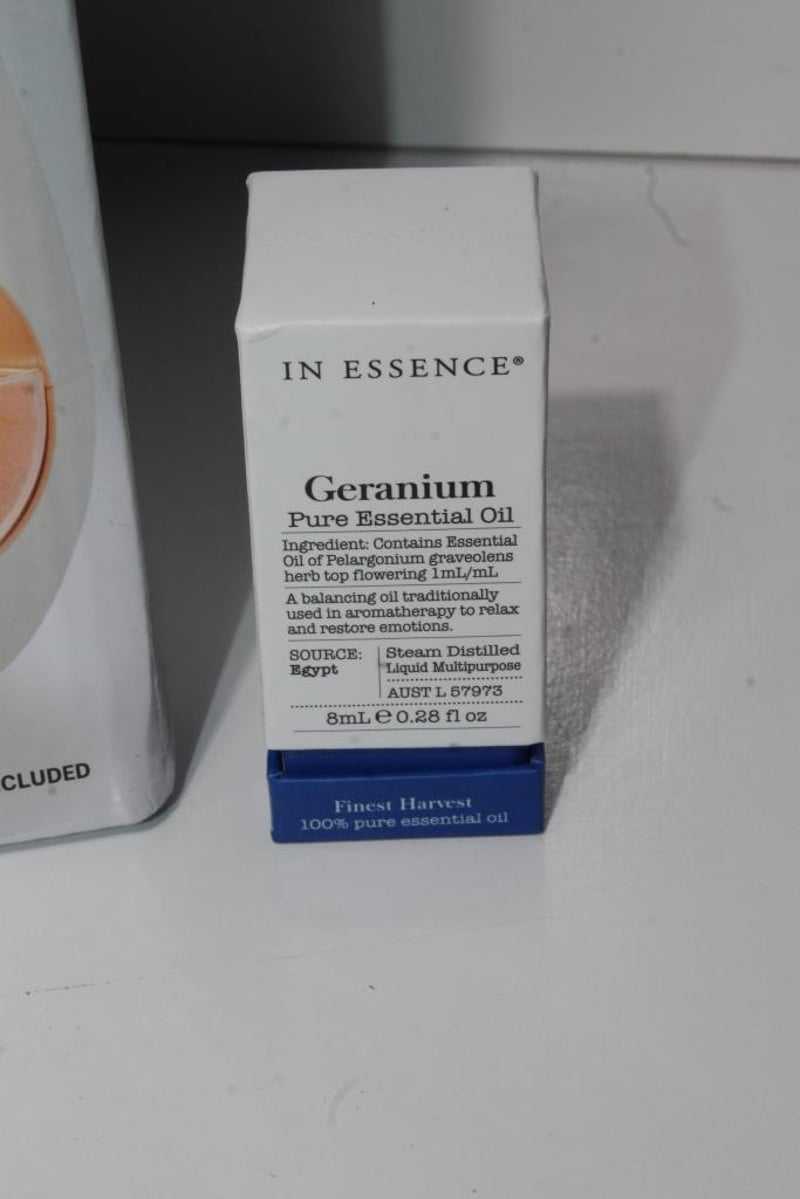 IN ESSENCE®
Geranium
Pure Essential Oil
Ingredient: Contains Essential
Oil of Pelargonium graveolens
herb top flowering 1mL/mL
A balancing oil traditionally
used in aromatherapy to relax
and restore emotions.
SOURCE:
Egypt
Steam Distilled
Liquid Multipurpose
AUST L 57973
8mL ℮ 0.28 fl oz
Finest Harvest
100% pure essential oil
CLUDED